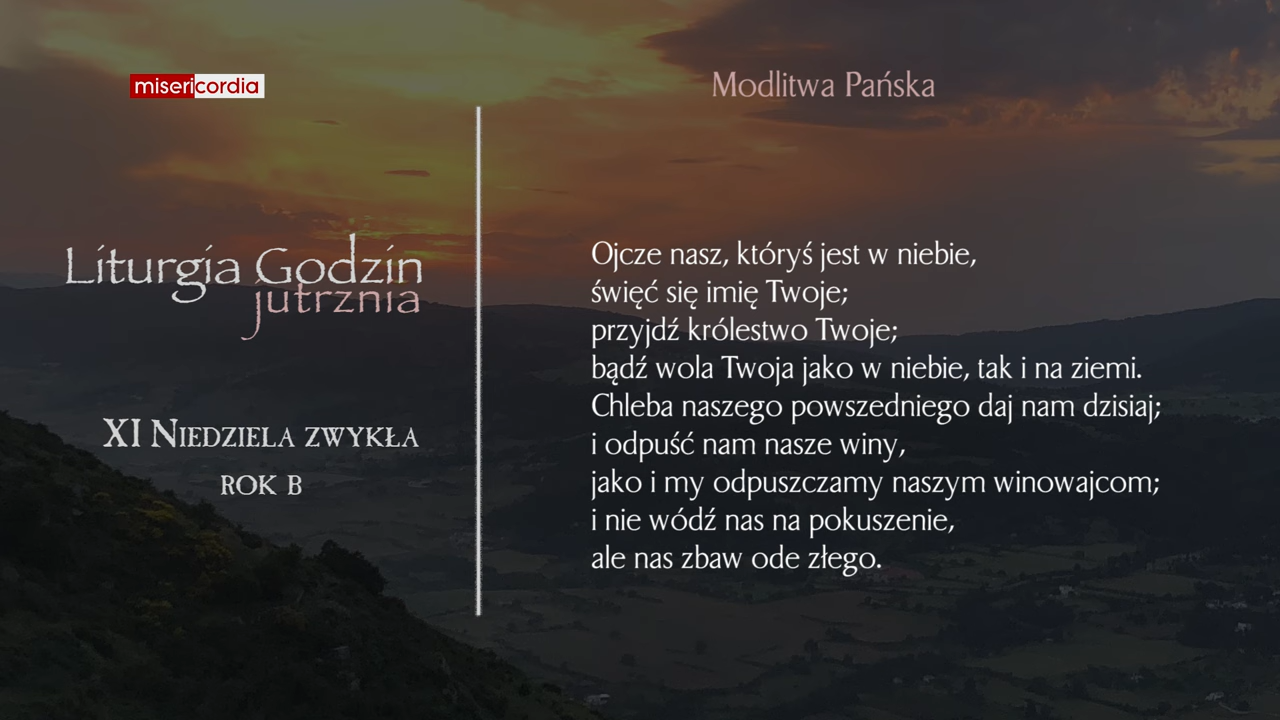 misericordia
Liturgia Godzin
jutrznia
XI Niedziela zwykła
rok B
Modlitwa Pańska
Ojcze nasz, któryś jest w niebie,
święć się imię Twoje;
przyjdź królestwo Twoje;
bądź wola Twoja jako w niebie, tak i na ziemi.
Chleba naszego powszedniego daj nam dzisiaj;
i odpuść nam nasze winy,
jako i my odpuszczamy naszym winowajcom;
i nie wódź nas na pokuszenie,
ale nas zbaw ode złego.